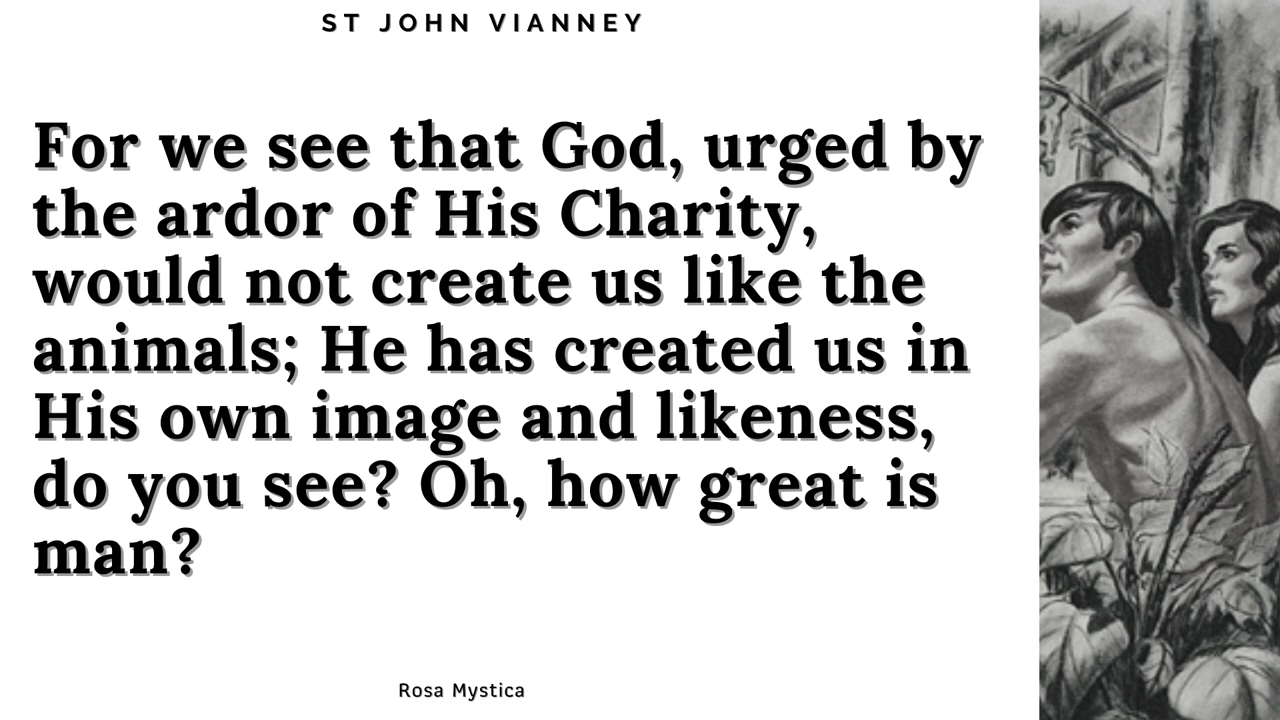 ST JOHN VIANNEY
For we see that God, urged by
the ardor of His Charity,
would not create us like the
animals; He has created us in
His own image and likeness,
do you see? Oh, how great is
man?
Rosa Mystica